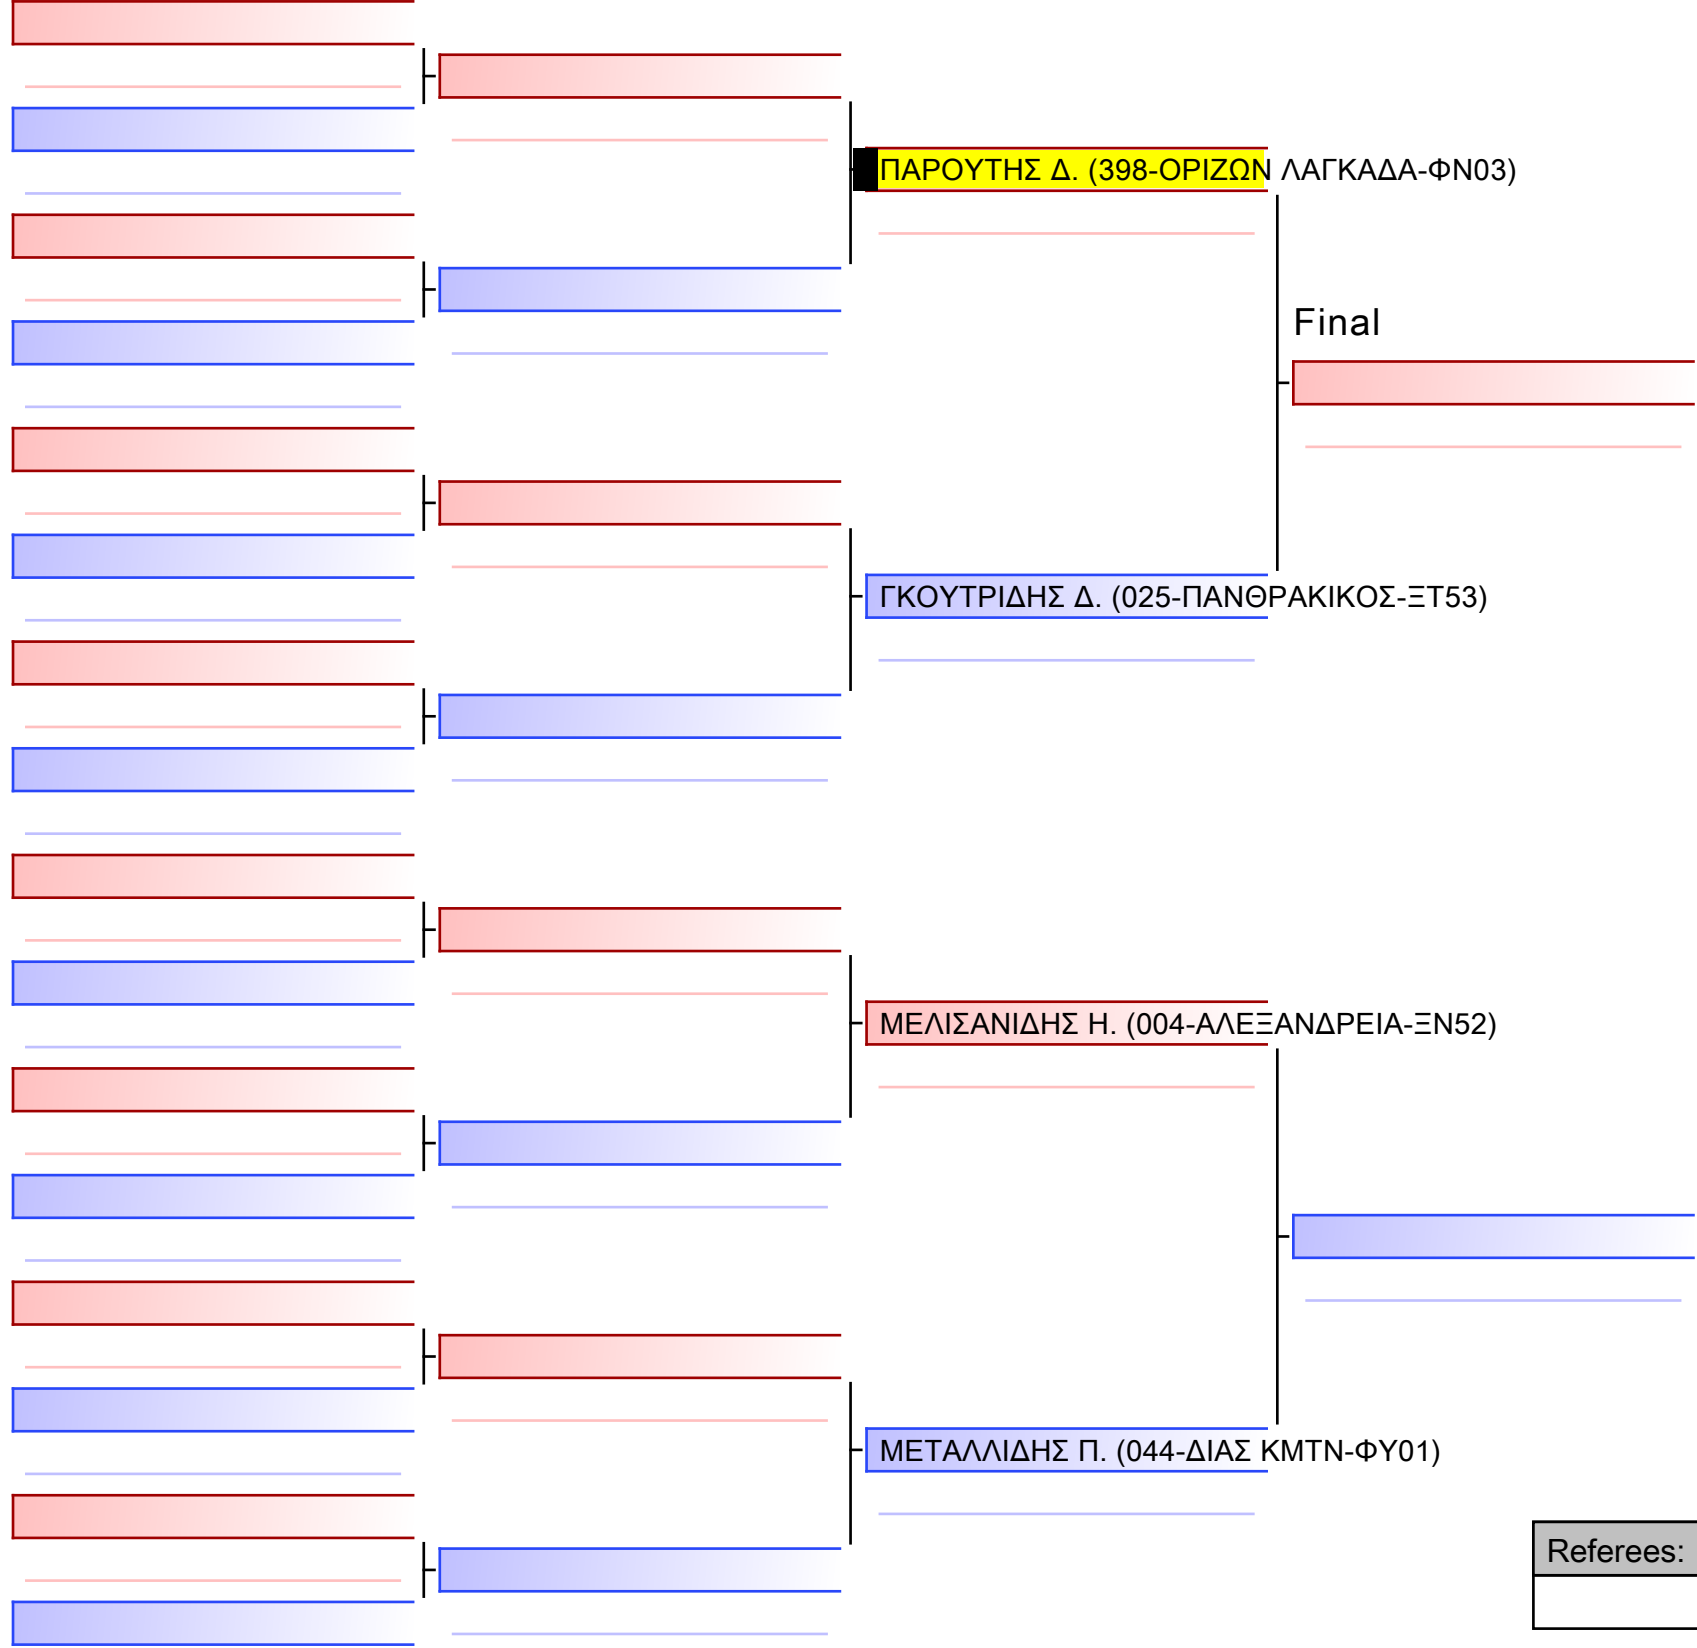 ΠΑΡΟΥΤΗΣ Δ. (398-ΟΡΙΖΩΝ ΛΑΓΚΑΔΑ-ΦΝ03)
Final
ΓΚΟΥΤΡΙΔΗΣ Δ. (025-ΠΑΝΘΡΑΚΙΚΟΣ-ΞΤ53)
ΜΕΛΙΣΑΝΙΔΗΣ Η. (004-ΑΛΕΞΑΝΔΡΕΙΑ-ΞΝ52)
ΜΕΤΑΛΛΙΔΗΣ Π. (044-ΔΙΑΣ ΚΜΤΝ-ΦΥ01)
Referees: